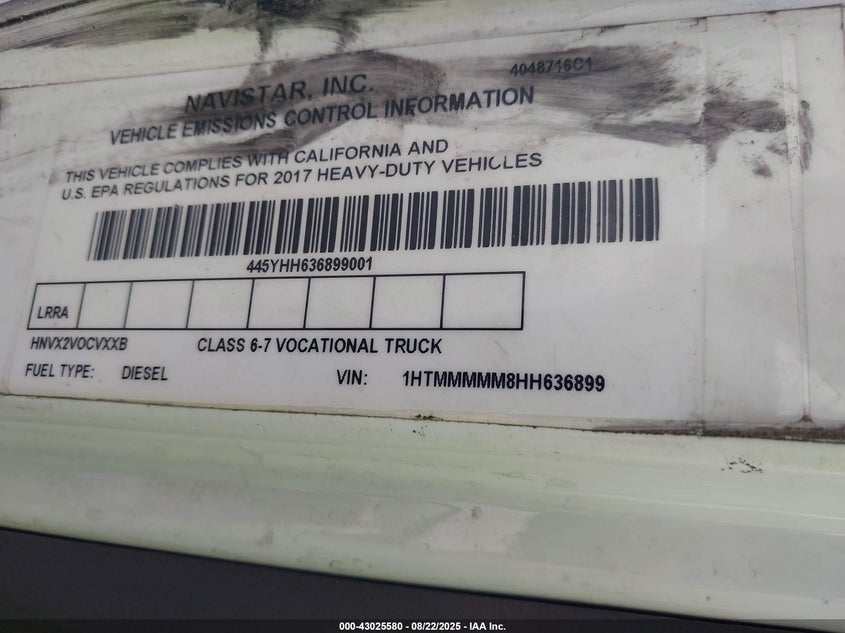 4048716C1
NAVISTAR, INC.
VEHICLE EMISSIONS CONTROL INFORMATION
THIS VEHICLE COMPLIES WITH CALIFORNIA AND
U.S. EPA REGULATIONS FOR 2017 HEAVY-DUTY VEHICLES
445YHH636899001
LRRA
HNVX2VOCVXXB CLASS 6-7 VOCATIONAL TRUCK
FUEL TYPE: DIESEL VIN: 1HTMMMMM8HH636899
000-43025580 - 08/22/2025 - IAA Inc.